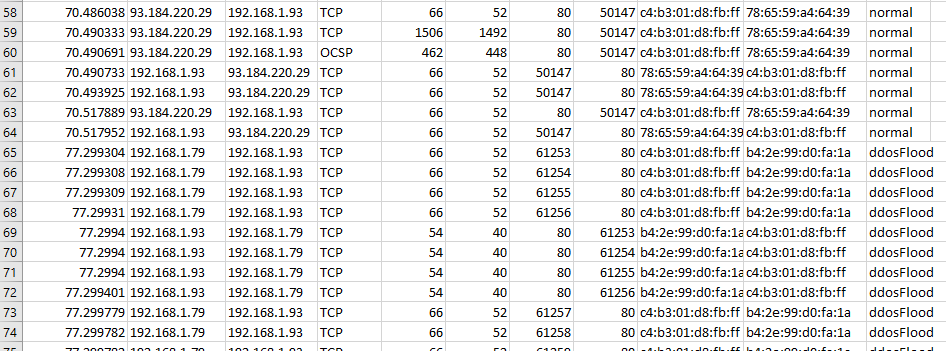 58 70.486038 93.184.220.29 192.168.1.93 TCP 66 52 80 50147 c4:b3:01:d8:fb:ff 78:65:59:a4:64:39 normal
59 70.490333 93.184.220.29 192.168.1.93 TCP 1506 1492 80 50147 c4:b3:01:d8:fb:ff 78:65:59:a4:64:39 normal
60 70.490691 93.184.220.29 192.168.1.93 OCSP 462 448 80 50147 c4:b3:01:d8:fb:ff 78:65:59:a4:64:39 normal
61 70.490733 192.168.1.93 93.184.220.29 TCP 66 52 50147 80 78:65:59:a4:64:39 c4:b3:01:d8:fb:ff normal
62 70.493925 192.168.1.93 93.184.220.29 TCP 66 52 50147 80 78:65:59:a4:64:39 c4:b3:01:d8:fb:ff normal
63 70.517889 93.184.220.29 192.168.1.93 TCP 66 52 80 50147 c4:b3:01:d8:fb:ff 78:65:59:a4:64:39 normal
64 70.517952 192.168.1.93 93.184.220.29 TCP 66 52 50147 80 78:65:59:a4:64:39 c4:b3:01:d8:fb:ff normal
65 77.299304 192.168.1.79 192.168.1.93 TCP 66 52 61253 80 c4:b3:01:d8:fb:ff b4:2e:99:d0:fa:1a ddosFlood
66 77.299308 192.168.1.79 192.168.1.93 TCP 66 52 61254 80 c4:b3:01:d8:fb:ff b4:2e:99:d0:fa:1a ddosFlood
67 77.299309 192.168.1.79 192.168.1.93 TCP 66 52 61255 80 c4:b3:01:d8:fb:ff b4:2e:99:d0:fa:1a ddosFlood
68 77.29931 192.168.1.79 192.168.1.93 TCP 66 52 61256 80 c4:b3:01:d8:fb:ff b4:2e:99:d0:fa:1a ddosFlood
69 77.2994 192.168.1.93 192.168.1.79 TCP 54 40 80 61253 b4:2e:99:d0:fa:1a c4:b3:01:d8:fb:ff ddosFlood
70 77.2994 192.168.1.93 192.168.1.79 TCP 54 40 80 61254 b4:2e:99:d0:fa:1a c4:b3:01:d8:fb:ff ddosFlood
71 77.2994 192.168.1.93 192.168.1.79 TCP 54 40 80 61255 b4:2e:99:d0:fa:1a c4:b3:01:d8:fb:ff ddosFlood
72 77.299401 192.168.1.93 192.168.1.79 TCP 54 40 80 61256 b4:2e:99:d0:fa:1a c4:b3:01:d8:fb:ff ddosFlood
73 77.299779 192.168.1.79 192.168.1.93 TCP 66 52 61257 80 c4:b3:01:d8:fb:ff b4:2e:99:d0:fa:1a ddosFlood
74 77.299782 192.168.1.79 192.168.1.93 TCP 66 52 61258 80 c4:b3:01:d8:fb:ff b4:2e:99:d0:fa:1a ddosFlood